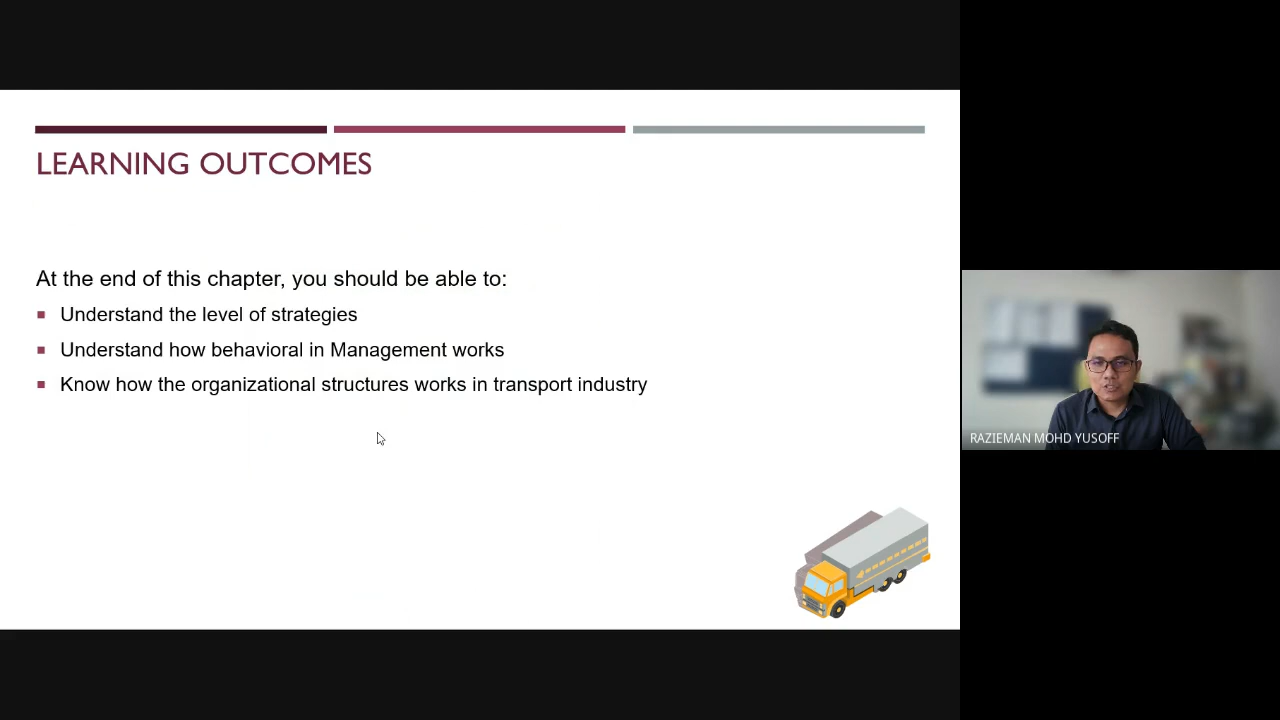 LEARNING OUTCOMES
At the end of this chapter, you should be able to:
Understand the level of strategies
Understand how behavioral in Management works
Know how the organizational structures works in transport industry
RAZIEMAN MOHD YUSOFF